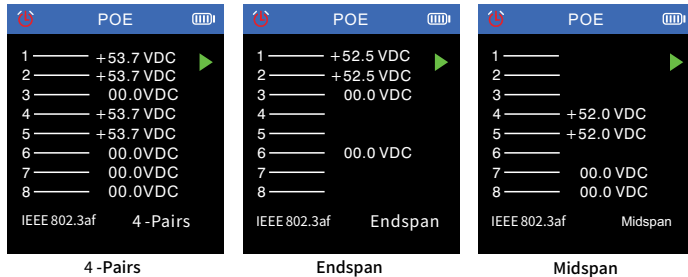 POE
1 +53.7 VDC
2 +53.7 VDC
3 00.0 VDC
4 +53.7 VDC
5 +53.7 VDC
6 00.0VDC
7 00.0VDC
8 00.0VDC
IEEE 802.3af 4 -Pairs
4 -Pairs
POE
1 +52.5 VDC
2 +52.5 VDC
3 00.0 VDC
4
5
6 00.0 VDC
7
8
IEEE 802.3af Endspan
Endspan
POE
1
2
3
4 +52.0 VDC
5 +52.0 VDC
6
7 00.0 VDC
8 00.0 VDC
IEEE 802.3af Midspan
Midspan